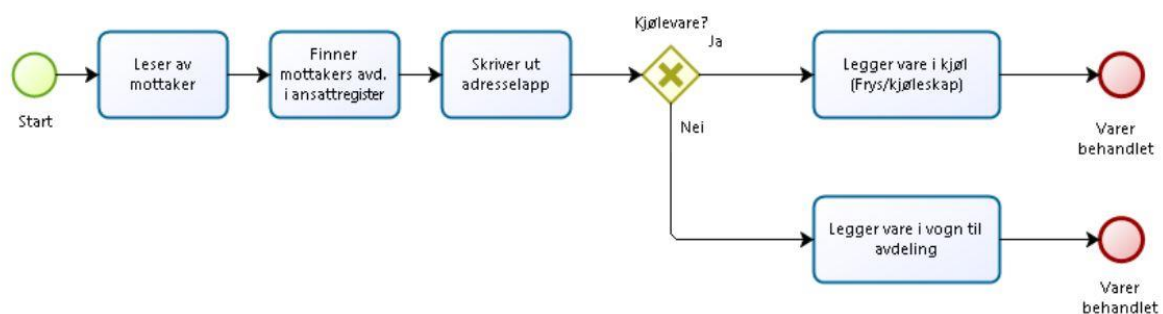 Start
Leser av
mottaker
Finner
mottakers avd.
i ansattregister
Skriver ut
adresselapp
Kjølevare?
Ja
Nei
Legger vare i kjøl
(Frys/kjøleskap)
Varer
behandlet
Legger vare i vogn til
avdeling
Varer
behandlet